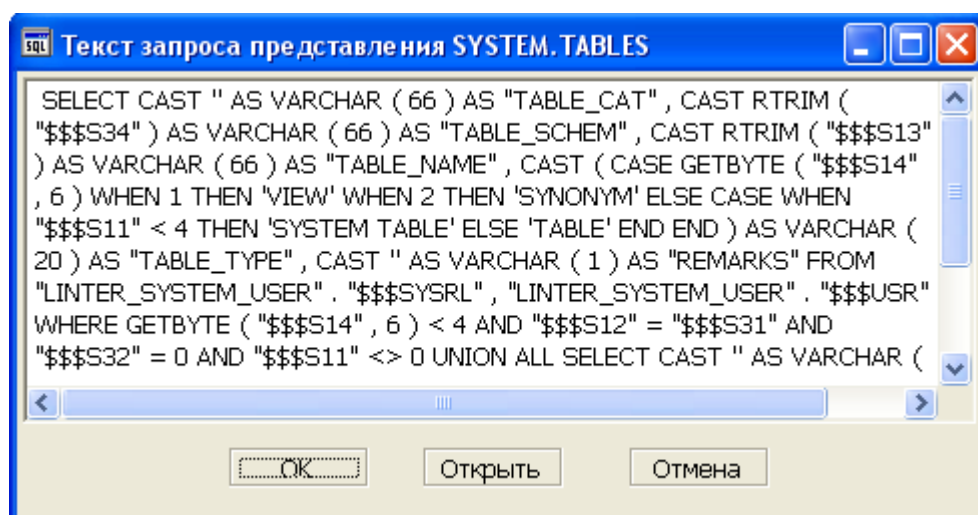 sql Текст запроса представления SYSTEM.TABLES
SELECT CAST '' AS VARCHAR ( 66 ) AS "TABLE_CAT" , CAST RTRIM (
"$$$S34" ) AS VARCHAR ( 66 ) AS "TABLE_SCHEM" , CAST RTRIM ( "$$$S13"
) AS VARCHAR ( 66 ) AS "TABLE_NAME" , CAST ( CASE GETBYTE ( "$$$S14"
, 6 ) WHEN 1 THEN 'VIEW' WHEN 2 THEN 'SYNONYM' ELSE CASE WHEN
"$$$S11" < 4 THEN 'SYSTEM TABLE' ELSE 'TABLE' END END ) AS VARCHAR (
20 ) AS "TABLE_TYPE" , CAST '' AS VARCHAR ( 1 ) AS "REMARKS" FROM
"LINTER_SYSTEM_USER" . "$$$SYSRL" , "LINTER_SYSTEM_USER" . "$$$USR"
WHERE GETBYTE ( "$$$S14" , 6 ) < 4 AND "$$$S12" = "$$$S31" AND
"$$$S32" = 0 AND "$$$S11" <> 0 UNION ALL SELECT CAST '' AS VARCHAR (
OK Открыть Отмена